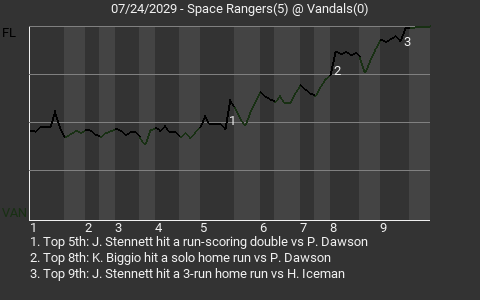 07/24/2029 - Space Rangers(5) @ Vandals(0)
FL
3
2
1
VAN
1 2 3 4 5 6 7 8 9
1. Top 5th: J. Stennett hit a run-scoring double vs P. Dawson
2. Top 8th: K. Biggio hit a solo home run vs P. Dawson
3. Top 9th: J. Stennett hit a 3-run home run vs H. Iceman